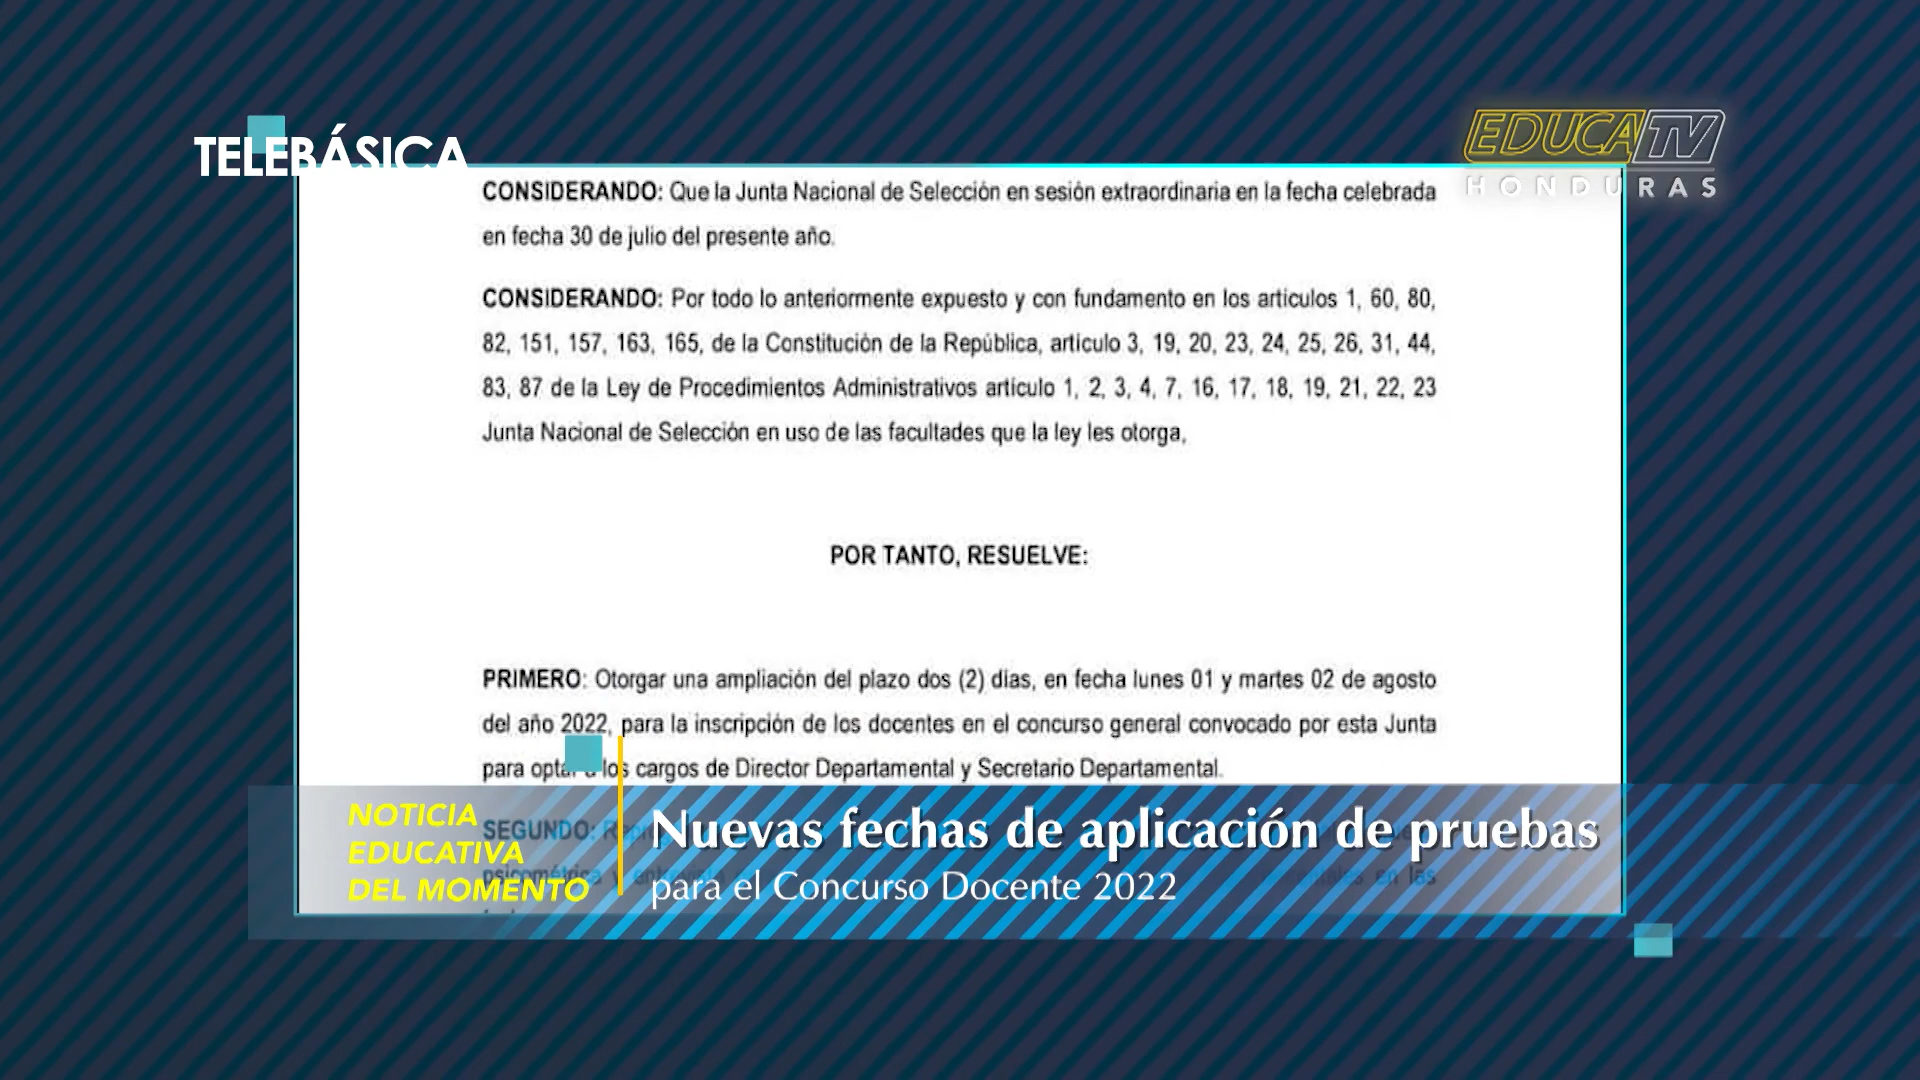 TELEBÁSICA
EDUCATV
HONDURAS
CONSIDERANDO: Que la Junta Nacional de Selección en sesión extraordinaria en la fecha celebrada
en fecha 30 de julio del presente año.
CONSIDERANDO: Por todo lo anteriormente expuesto y con fundamento en los articulos 1, 60, 80,
82, 151, 157, 163, 165, de la Constitución de la República, articulo 3, 19, 20, 23, 24, 25, 26, 31, 44,
83, 87 de la Ley de Procedimientos Administrativos articulo 1, 2, 3, 4, 7, 16, 17, 18, 19, 21, 22, 23
Junta Nacional de Selección en uso de las facultades que la ley les otorga,
POR TANTO, RESUELVE:
PRIMERO: Otorgar una ampliación del plazo dos (2) dias, en fecha lunes 01 y martes 02 de agosto
del año 2022, para la inscripción de los docentes en el concurso general convocado por esta Junta
para optar a los cargos de Director Departamental y Secretario Departamental.
SEGUNDO:
psicométrica y en las
NOTICIA
EDUCATIVA
DEL MOMENTO
Nuevas fechas de aplicación de pruebas
para el Concurso Docente 2022